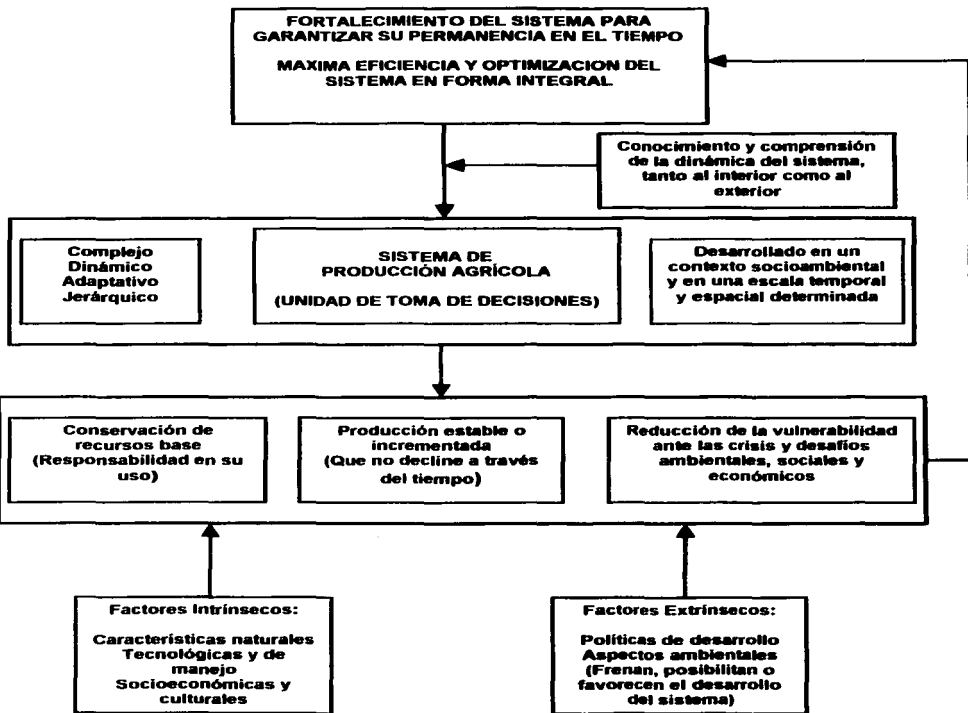 FORTALECIMIENTO DEL SISTEMA PARA
GARANTIZAR SU PERMANENCIA EN EL TIEMPO
MAXIMA EFICIENCIA Y OPTIMIZACION DEL
SISTEMA EN FORMA INTEGRAL
Conocimiento y comprensión
de la dinámica del sistema,
tanto al interior como al
exterior
Complejo
Dinámico
Adaptativo
Jerárquico
SISTEMA DE
PRODUCCIÓN AGRÍCOLA
(UNIDAD DE TOMA DE DECISIONES)
Desarrollado en un
contexto socioambiental
y en una escala temporal
y espacial determinada
Conservación de
recursos base
(Responsabilidad en su
uso)
Producción estable o
incrementada
(Que no decline a través
del tiempo)
Reducción de la vulnerabilidad
ante las crisis y desafíos
ambientales, sociales y
económicos
Factores Intrínsecos:
Características naturales
Tecnológicas y de
manejo
Socioeconómicas y
culturales
Factores Extrínsecos:
Políticas de desarrollo
Aspectos ambientales
(Frenan, posibilitan o
favorecen el desarrollo
del sistema)